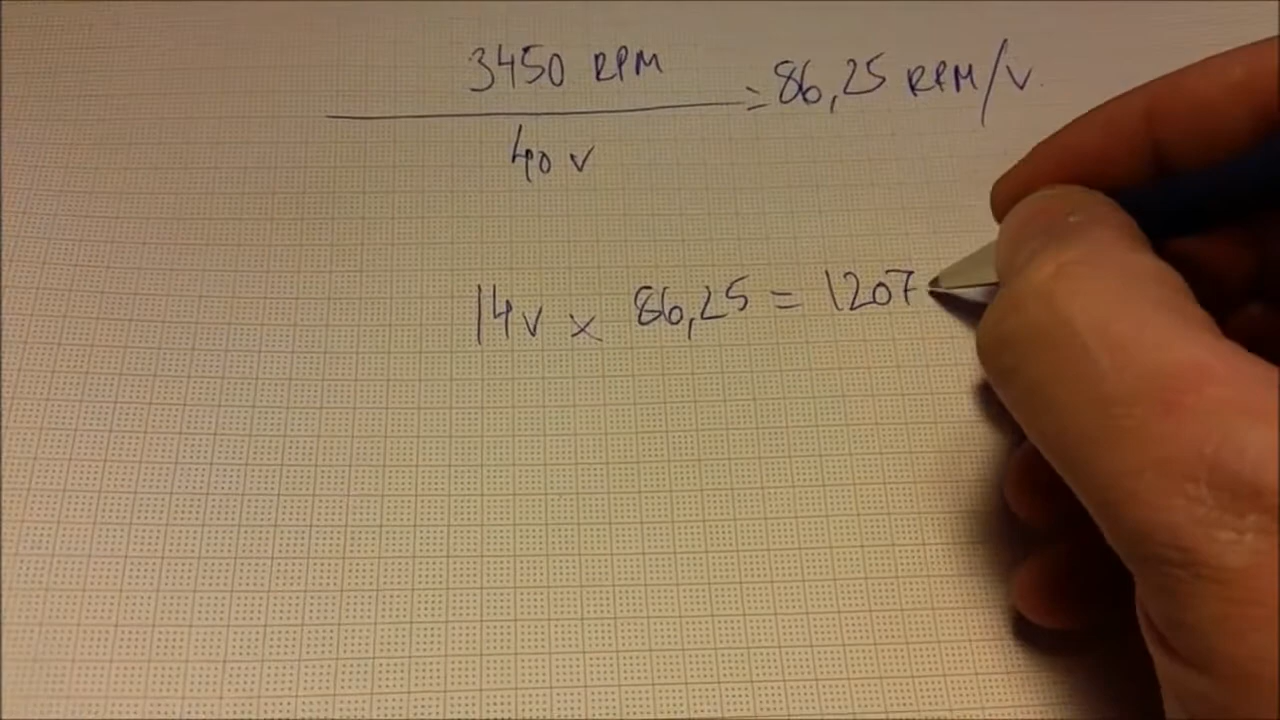 3450 RPM
40 V
= 86,25 RPM/V
14V x 86,25 = 1207